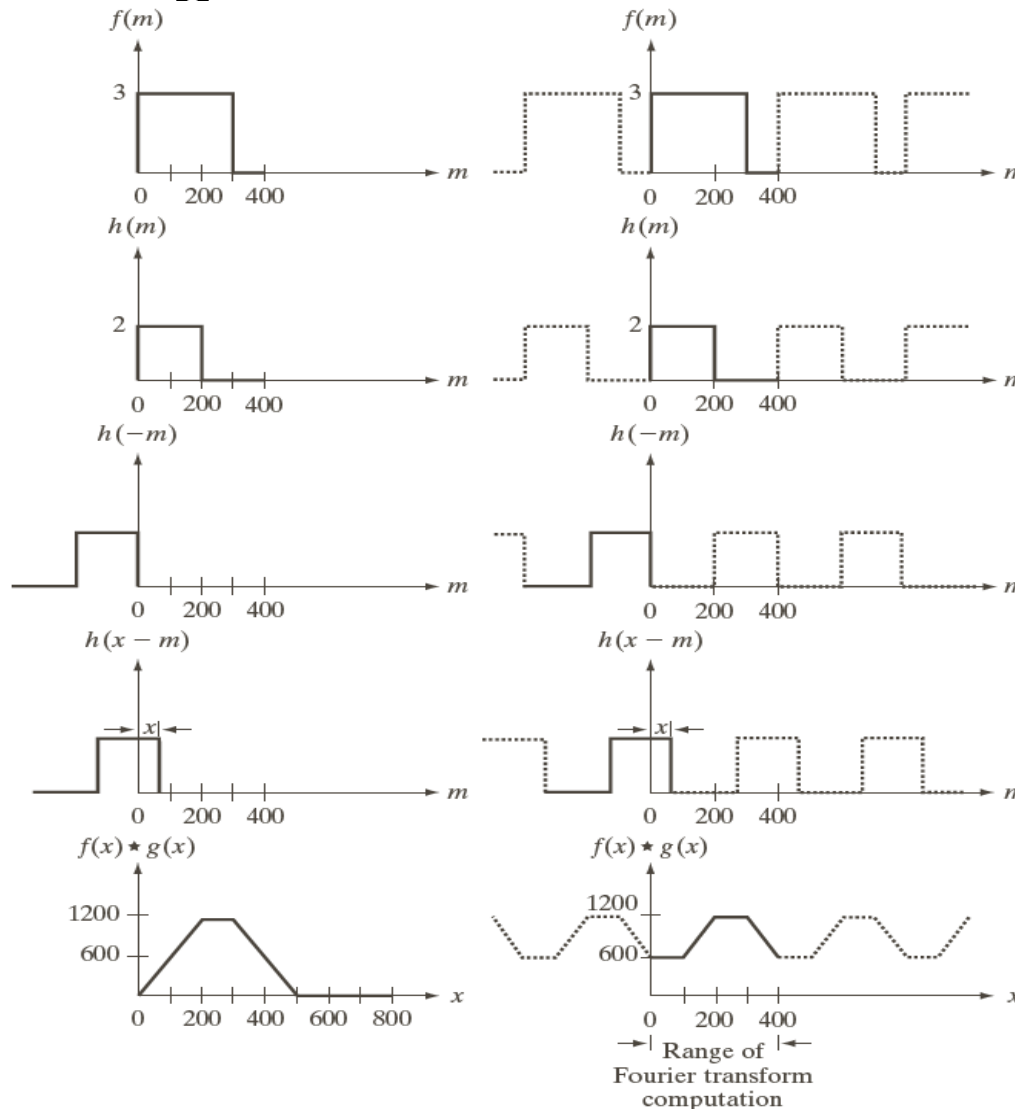 f(m) f(m)
3 3
m m
0 200 400 0 200 400
h(m) h(m)
2 2
m m
0 200 400 0 200 400
h(−m) h(−m)
m m
0 200 400 0 200 400
h(x − m) h(x − m)
x x
m m
0 200 400 0 200 400
f(x) ★ g(x) f(x) ★ g(x)
1200 1200
600 600
x x
0 200 400 600 800 0 200 400
Range of
Fourier transform
computation